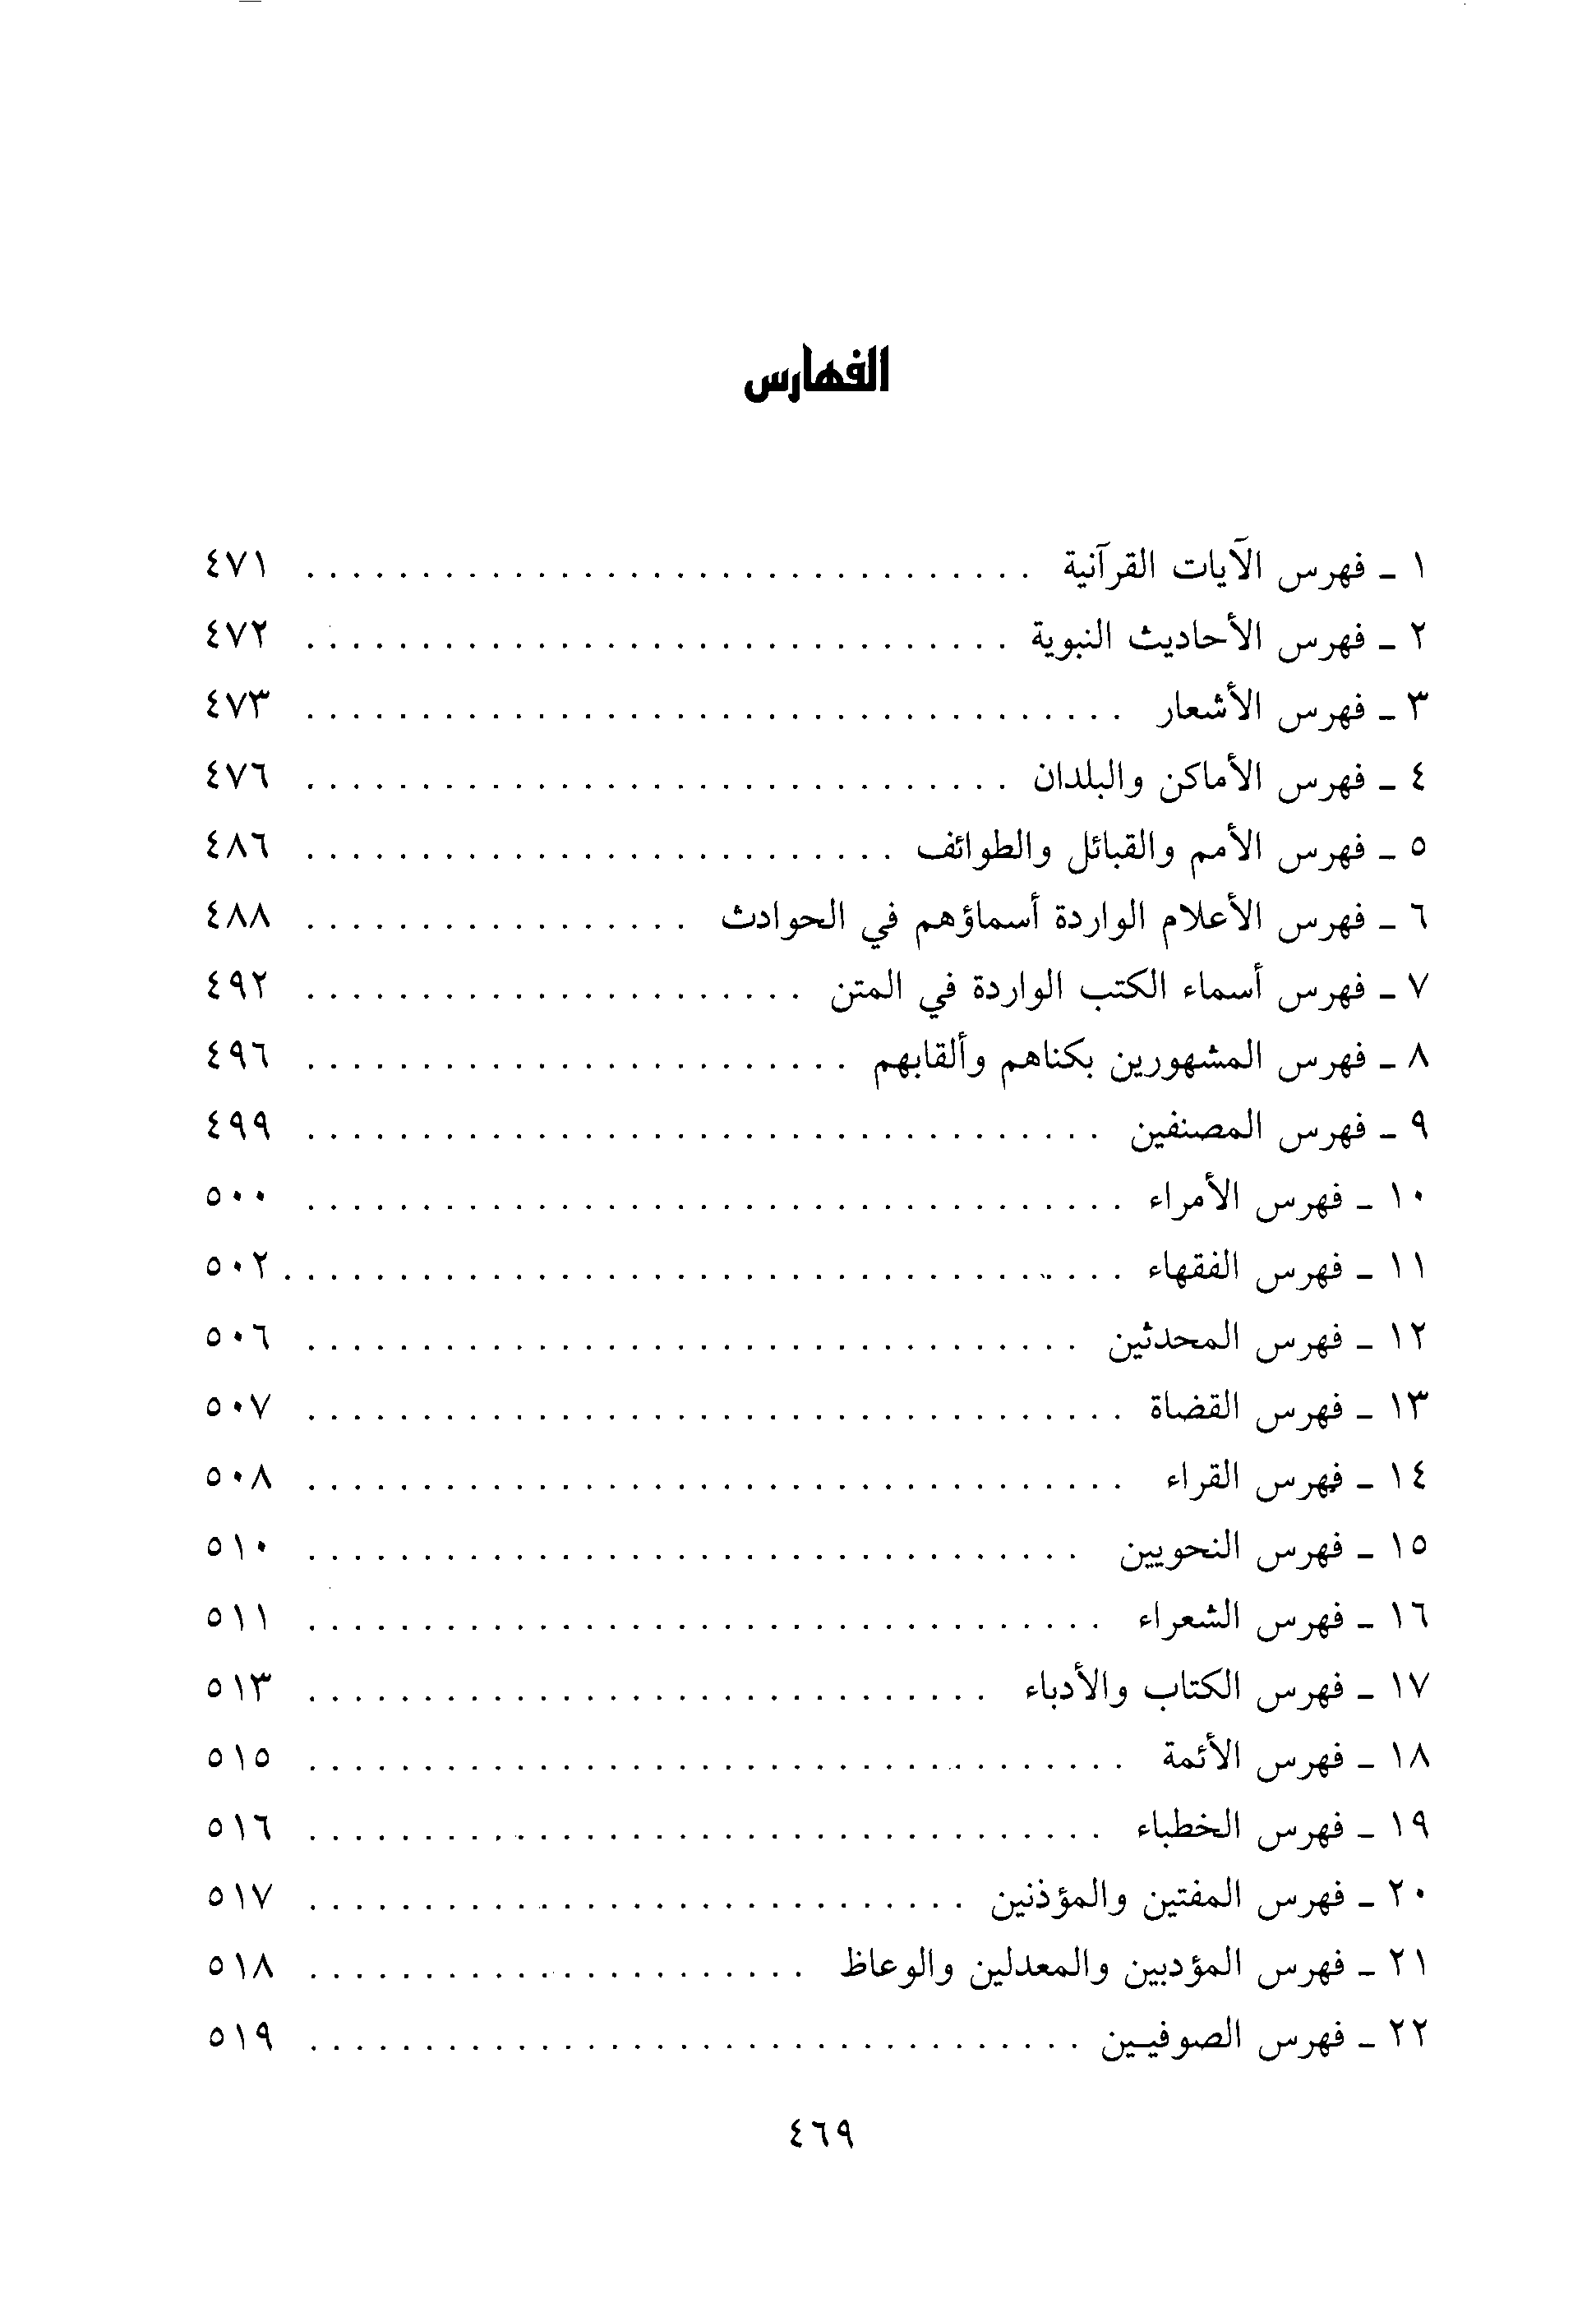 الفهارس
١ - فهرس الآيات القرآنية . . . . . . . . . . . . . . . . . . . . ٤٧١
٢ - فهرس الأحاديث النبوية . . . . . . . . . . . . . . . . . . . . ٤٧٢
٣ - فهرس الأشعار . . . . . . . . . . . . . . . . . . . . ٤٧٣
٤ - فهرس الأماكن والبلدان . . . . . . . . . . . . . . . . . . . . ٤٧٦
٥ - فهرس الأمم والقبائل والطوائف . . . . . . . . . . . . . . . . . . . . ٤٨٦
٦ - فهرس الأعلام الواردة أسماؤهم في الحوادث . . . . . . . . . . . . . . . . . ٤٨٨
٧ - فهرس أسماء الكتب الواردة في المتن . . . . . . . . . . . . . . . . . . . . ٤٩٢
٨ - فهرس المشهورين بكناهم وألقابهم . . . . . . . . . . . . . . . . . . . . ٤٩٦
٩ - فهرس المصنفين . . . . . . . . . . . . . . . . . . . . ٤٩٩
١٠ - فهرس الأمراء . . . . . . . . . . . . . . . . . . . . ٥٠٠
١١ - فهرس الفقهاء . . . . . . . . . . . . . . . . . . . . ٥٠٢
١٢ - فهرس المحدثين . . . . . . . . . . . . . . . . . . . . ٥٠٦
١٣ - فهرس القضاة . . . . . . . . . . . . . . . . . . . . ٥٠٧
١٤ - فهرس القراء . . . . . . . . . . . . . . . . . . . . ٥٠٨
١٥ - فهرس النحويين . . . . . . . . . . . . . . . . . . . . ٥١٠
١٦ - فهرس الشعراء . . . . . . . . . . . . . . . . . . . . ٥١١
١٧ - فهرس الكتاب والأدباء . . . . . . . . . . . . . . . . . . . . ٥١٣
١٨ - فهرس الأئمة . . . . . . . . . . . . . . . . . . . . ٥١٥
١٩ - فهرس الخطباء . . . . . . . . . . . . . . . . . . . . ٥١٦
٢٠ - فهرس المفتين والمؤذنين . . . . . . . . . . . . . . . . . . . . ٥١٧
٢١ - فهرس المؤدبين والمعدلين والوعاظ . . . . . . . . . . . . . . . . . . . . ٥١٨
٢٢ - فهرس الصوفيين . . . . . . . . . . . . . . . . . . . . ٥١٩
٤٦٩